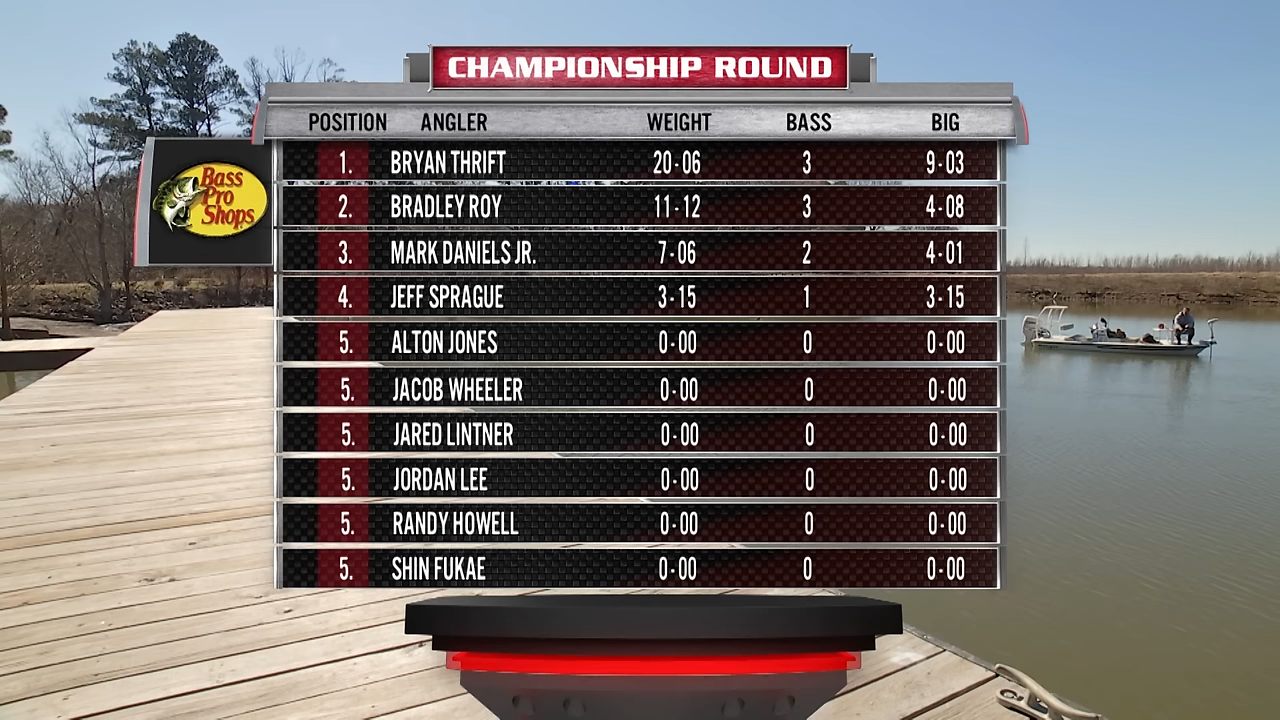 CHAMPIONSHIP ROUND
POSITION ANGLER WEIGHT BASS BIG
Bass Pro Shops
1. BRYAN THRIFT 20-06 3 9-03
2. BRADLEY ROY 11-12 3 4-08
3. MARK DANIELS JR. 7-06 2 4-01
4. JEFF SPRAGUE 3-15 1 3-15
5. ALTON JONES 0-00 0 0-00
5. JACOB WHEELER 0-00 0 0-00
5. JARED LINTNER 0-00 0 0-00
5. JORDAN LEE 0-00 0 0-00
5. RANDY HOWELL 0-00 0 0-00
5. SHIN FUKAE 0-00 0 0-00